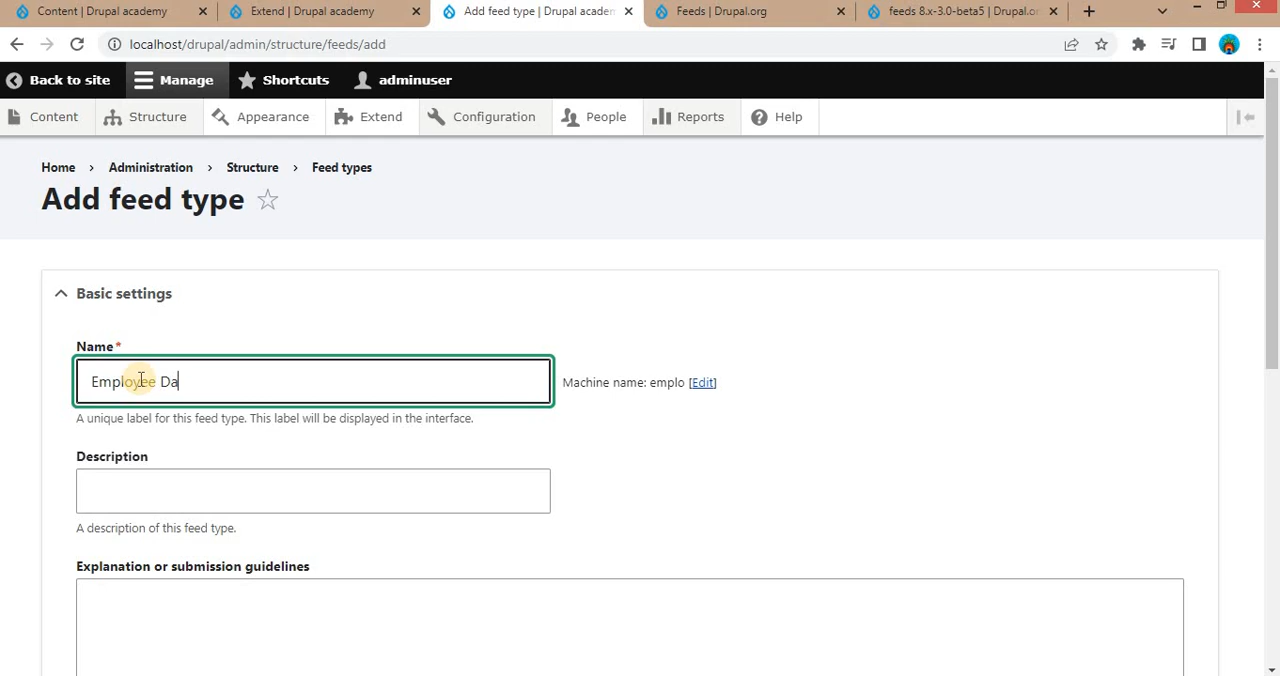 Content | Drupal academy
Extend | Drupal academy
Add feed type | Drupal academ
Feeds | Drupal.org
feeds 8.x-3.0-beta5 | Drupal.or
localhost/drupal/admin/structure/feeds/add
Back to site
Manage
Shortcuts
adminuser
Content
Structure
Appearance
Extend
Configuration
People
Reports
Help
Home › Administration › Structure › Feed types
Add feed type
Basic settings
Name*
Employee Da
Machine name: emplo [Edit]
A unique label for this feed type. This label will be displayed in the interface.
Description
A description of this feed type.
Explanation or submission guidelines